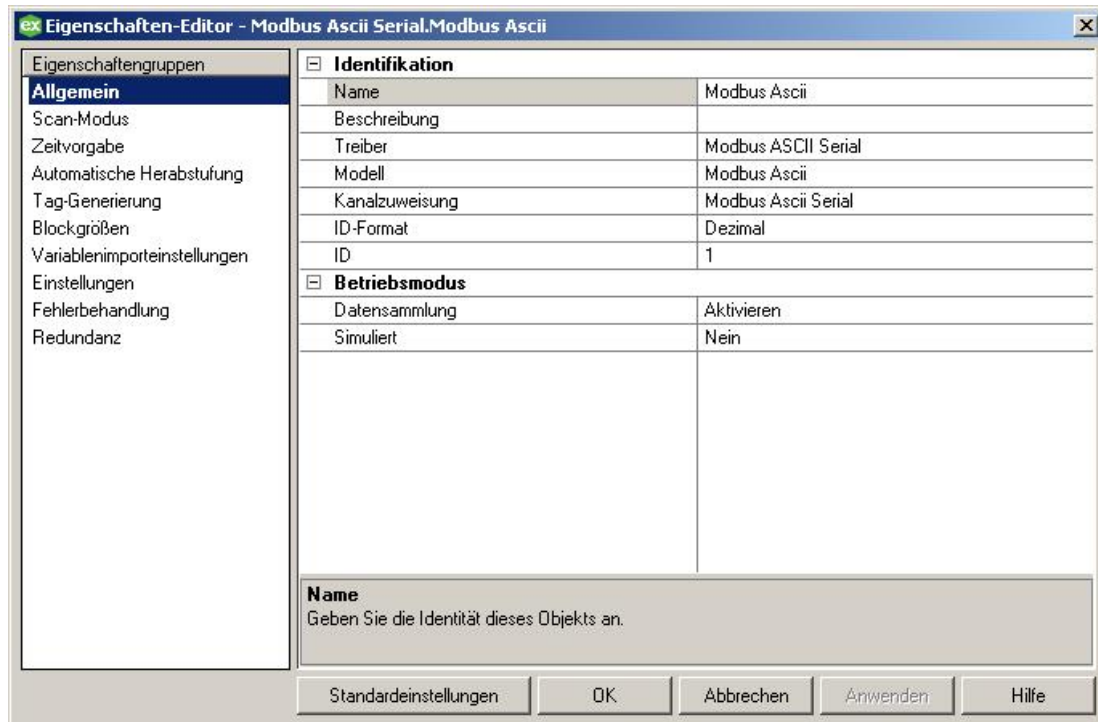 ex Eigenschaften-Editor - Modbus Ascii Serial.Modbus Ascii
Eigenschaftengruppen
Allgemein
Scan-Modus
Zeitvorgabe
Automatische Herabstufung
Tag-Generierung
Blockgrößen
Variablenimporteinstellungen
Einstellungen
Fehlerbehandlung
Redundanz
Identifikation
Name Modbus Ascii
Beschreibung
Treiber Modbus ASCII Serial
Modell Modbus Ascii
Kanalzuweisung Modbus Ascii Serial
ID-Format Dezimal
ID 1
Betriebsmodus
Datensammlung Aktivieren
Simuliert Nein
Name
Geben Sie die Identität dieses Objekts an.
Standardeinstellungen OK Abbrechen Anwenden Hilfe